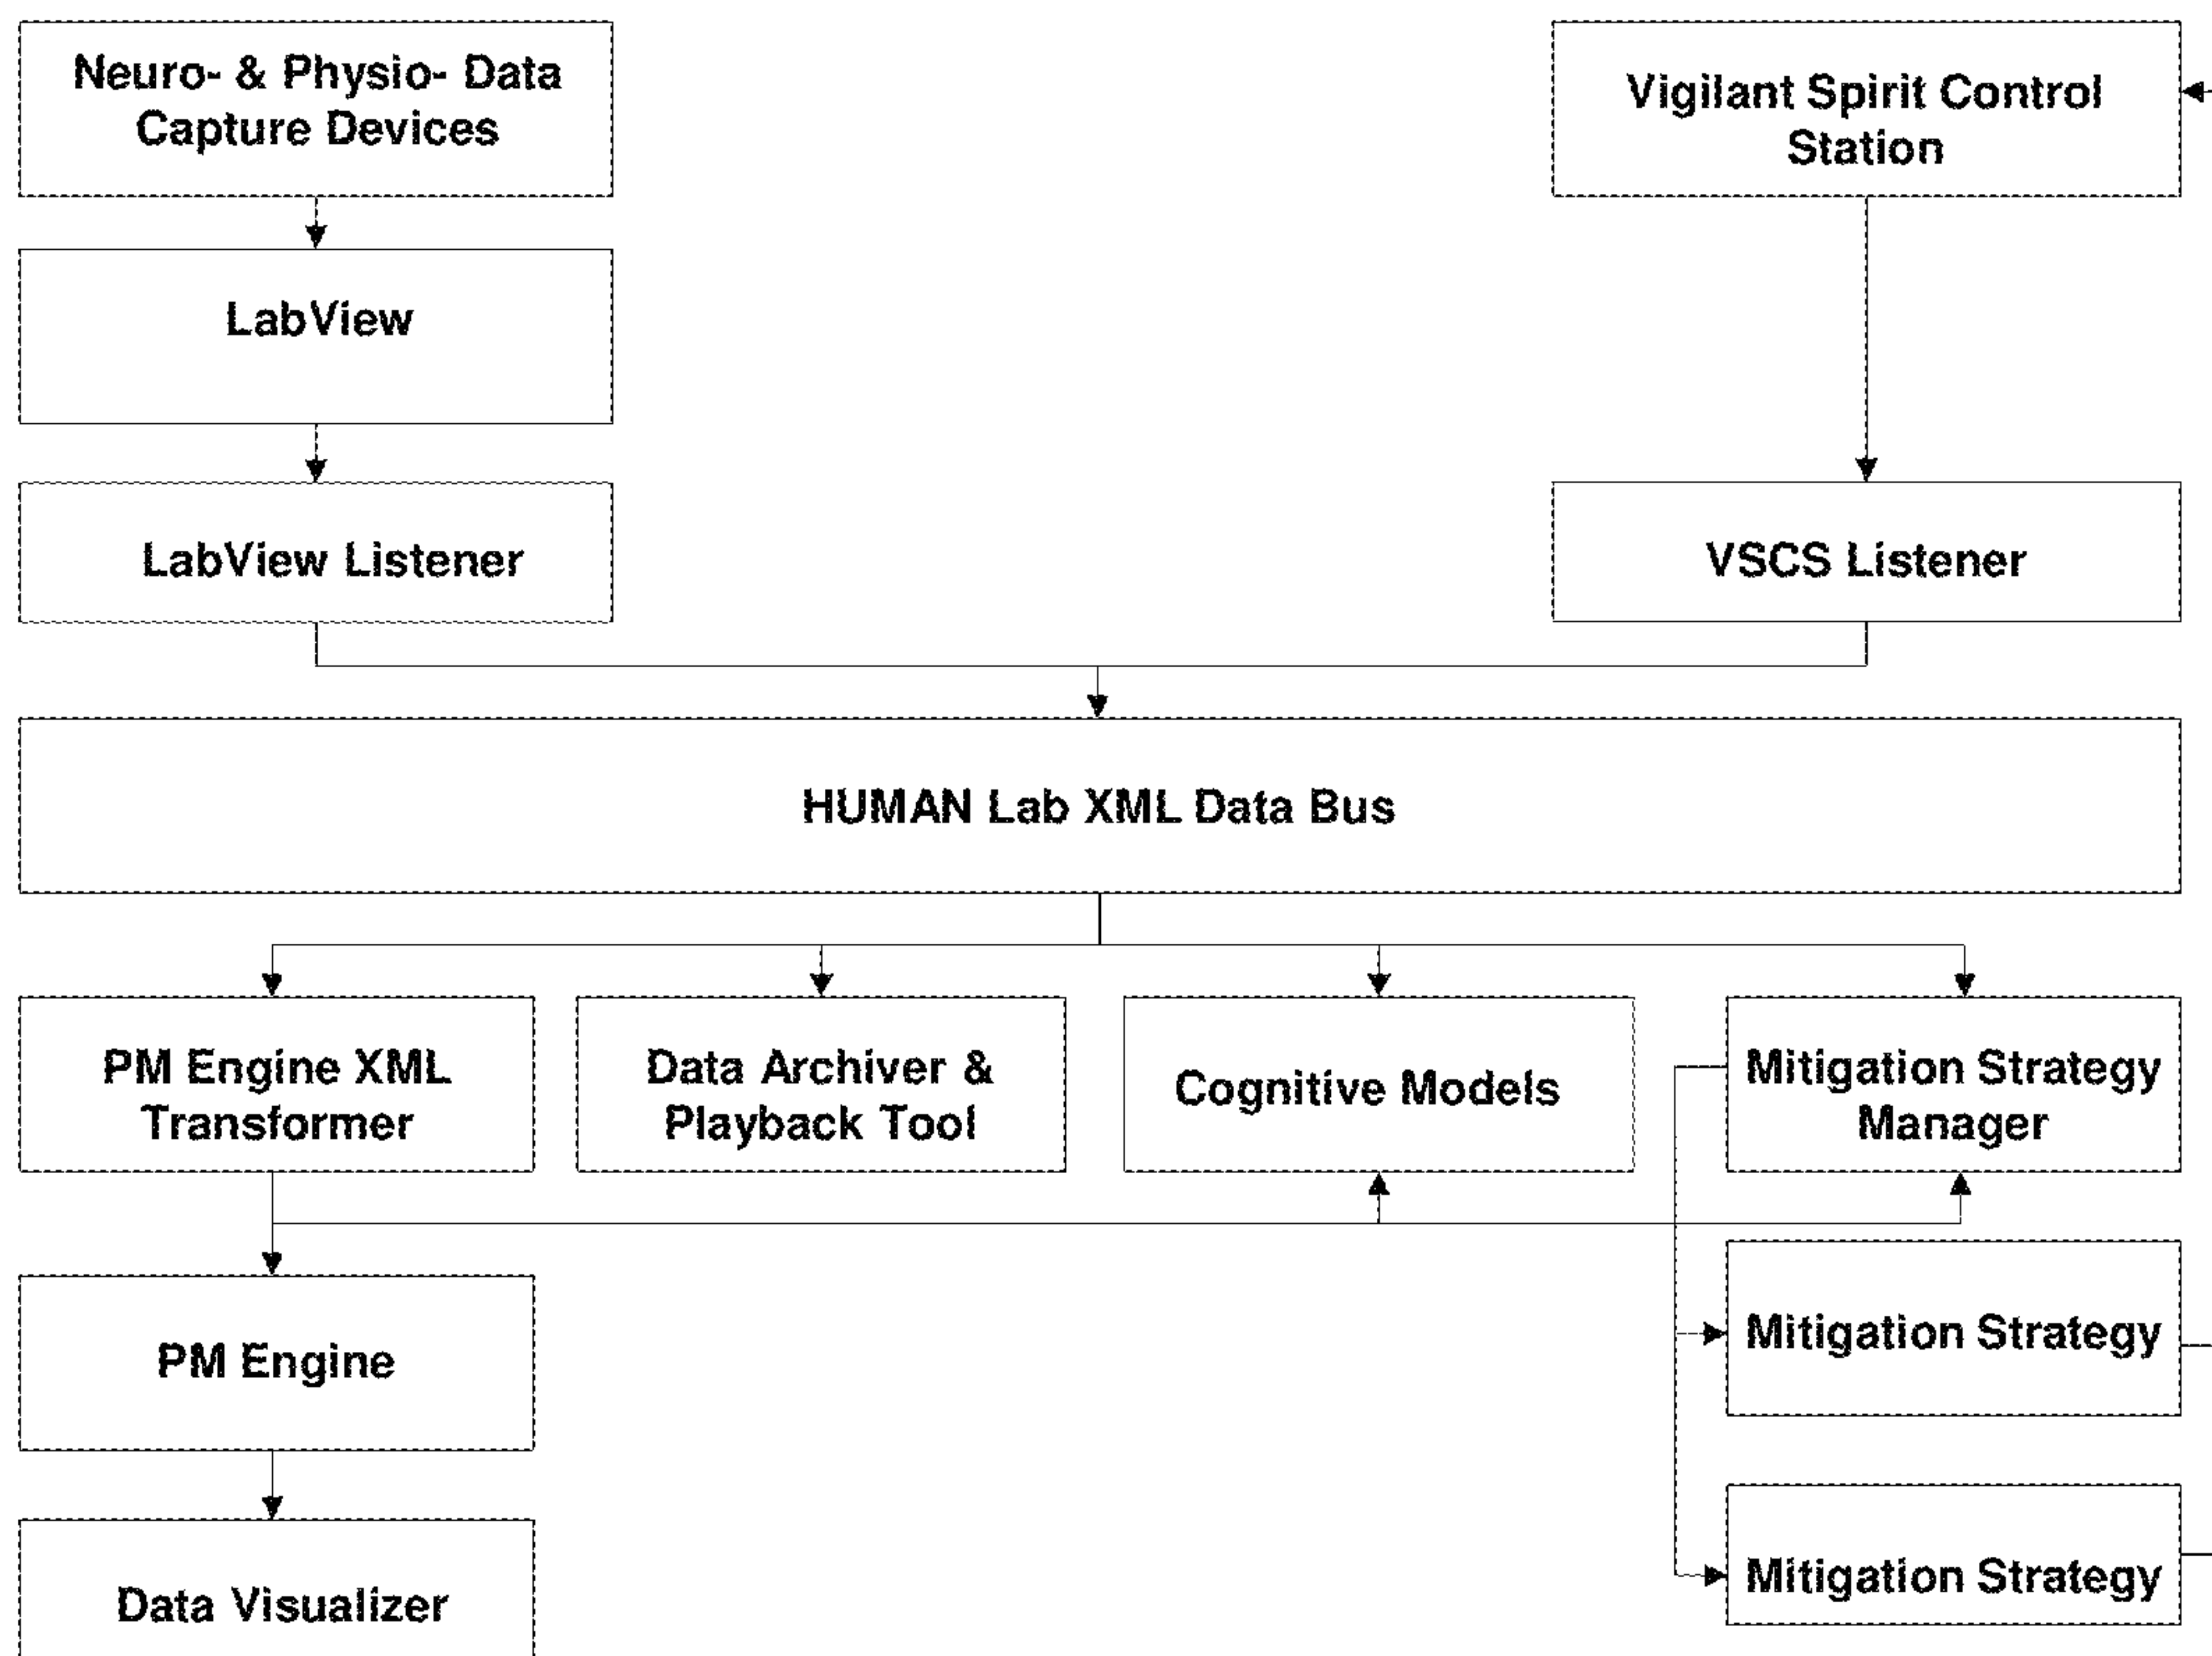 Neuro- & Physio- Data
Capture Devices
Vigilant Spirit Control
Station
LabView
LabView Listener
VSCS Listener
HUMAN Lab XML Data Bus
PM Engine XML
Transformer
Data Archiver &
Playback Tool
Cognitive Models
Mitigation Strategy
Manager
PM Engine
Mitigation Strategy
Data Visualizer
Mitigation Strategy